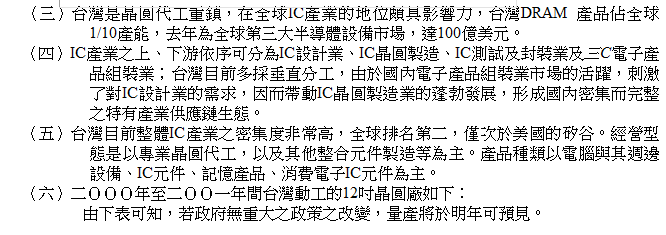 （三）台灣是晶圓代工重鎮，在全球IC產業的地位頗具影響力，台灣DRAM 產品佔全球
1/10產能，去年為全球第三大半導體設備市場，達100億美元。
（四）IC產業之上、下游依序可分為IC設計業、IC晶圓製造、IC測試及封裝業及三C電子產
品組裝業；台灣目前多採垂直分工，由於國內電子產品組裝業市場的活躍，刺激
了對IC設計業的需求，因而帶動IC晶圓製造業的蓬勃發展，形成國內密集而完整
之特有產業供應鏈生態。
（五）台灣目前整體IC產業之密集度非常高，全球排名第二，僅次於美國的矽谷。經營型
態是以專業晶圓代工，以及其他整合元件製造等為主。產品種類以電腦與其週邊
設備、IC元件、記憶產品、消費電子IC元件為主。
（六）二ＯＯＯ年至二ＯＯ一年間台灣動工的12吋晶圓廠如下：
由下表可知，若政府無重大之政策之改變，量產將於明年可預見。